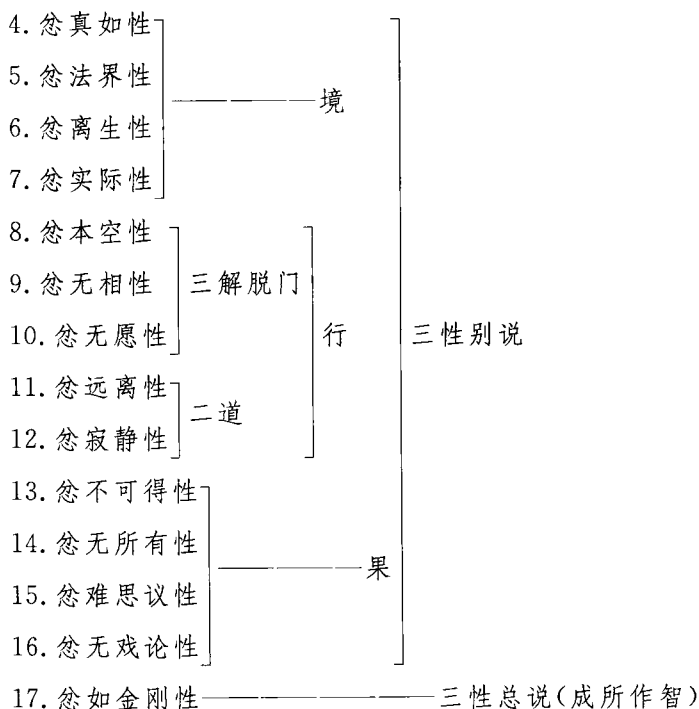 4.忿真如性
5.忿法界性
境
6.忿离生性
7.忿实际性
8.忿本空性
9.忿无相性 三解脱门
10.忿无愿性 行 三性别说
11.忿远离性
二道
12.忿寂静性
13.忿不可得性
14.忿无所有性
果
15.忿难思议性
16.忿无戏论性
17.忿如金刚性————————三性总说(成所作智)